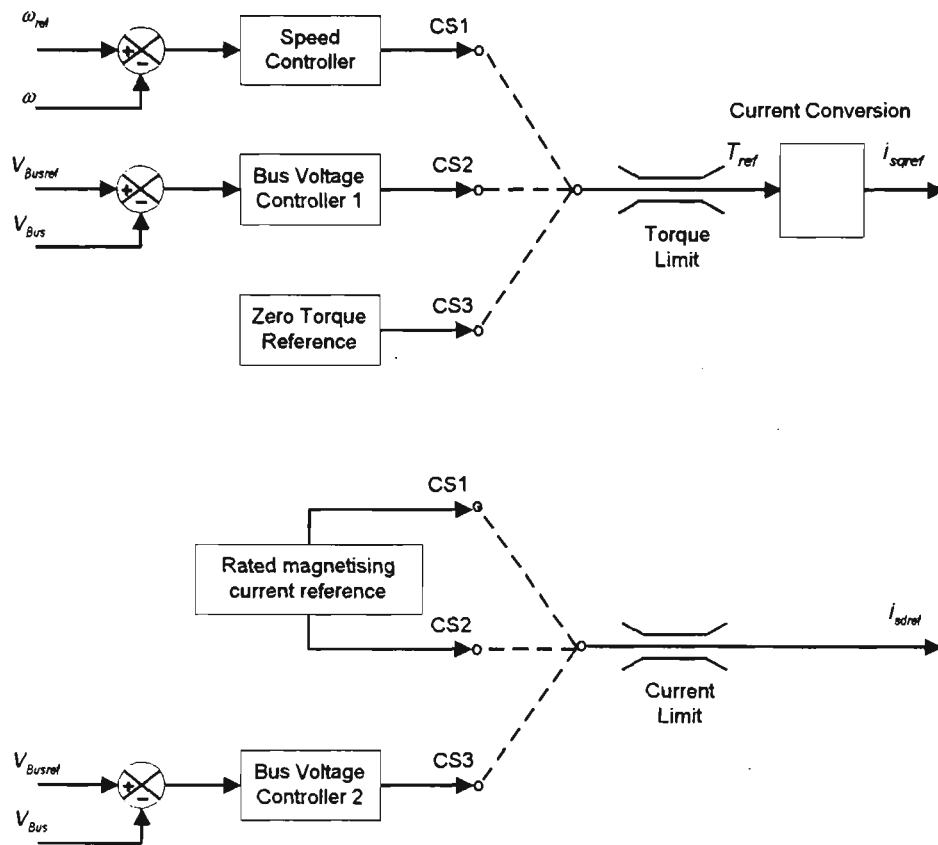 ω_ref
Speed
Controller
CS1
ω
+
−
Current Conversion
V_Busref
Bus Voltage
Controller 1
CS2
T_ref
i_sqref
V_Bus
+
−
Torque
Limit
Zero Torque
Reference
CS3
CS1
Rated magnetising
current reference
CS2
i_sdref
Current
Limit
V_Busref
Bus Voltage
Controller 2
CS3
V_Bus
+
−